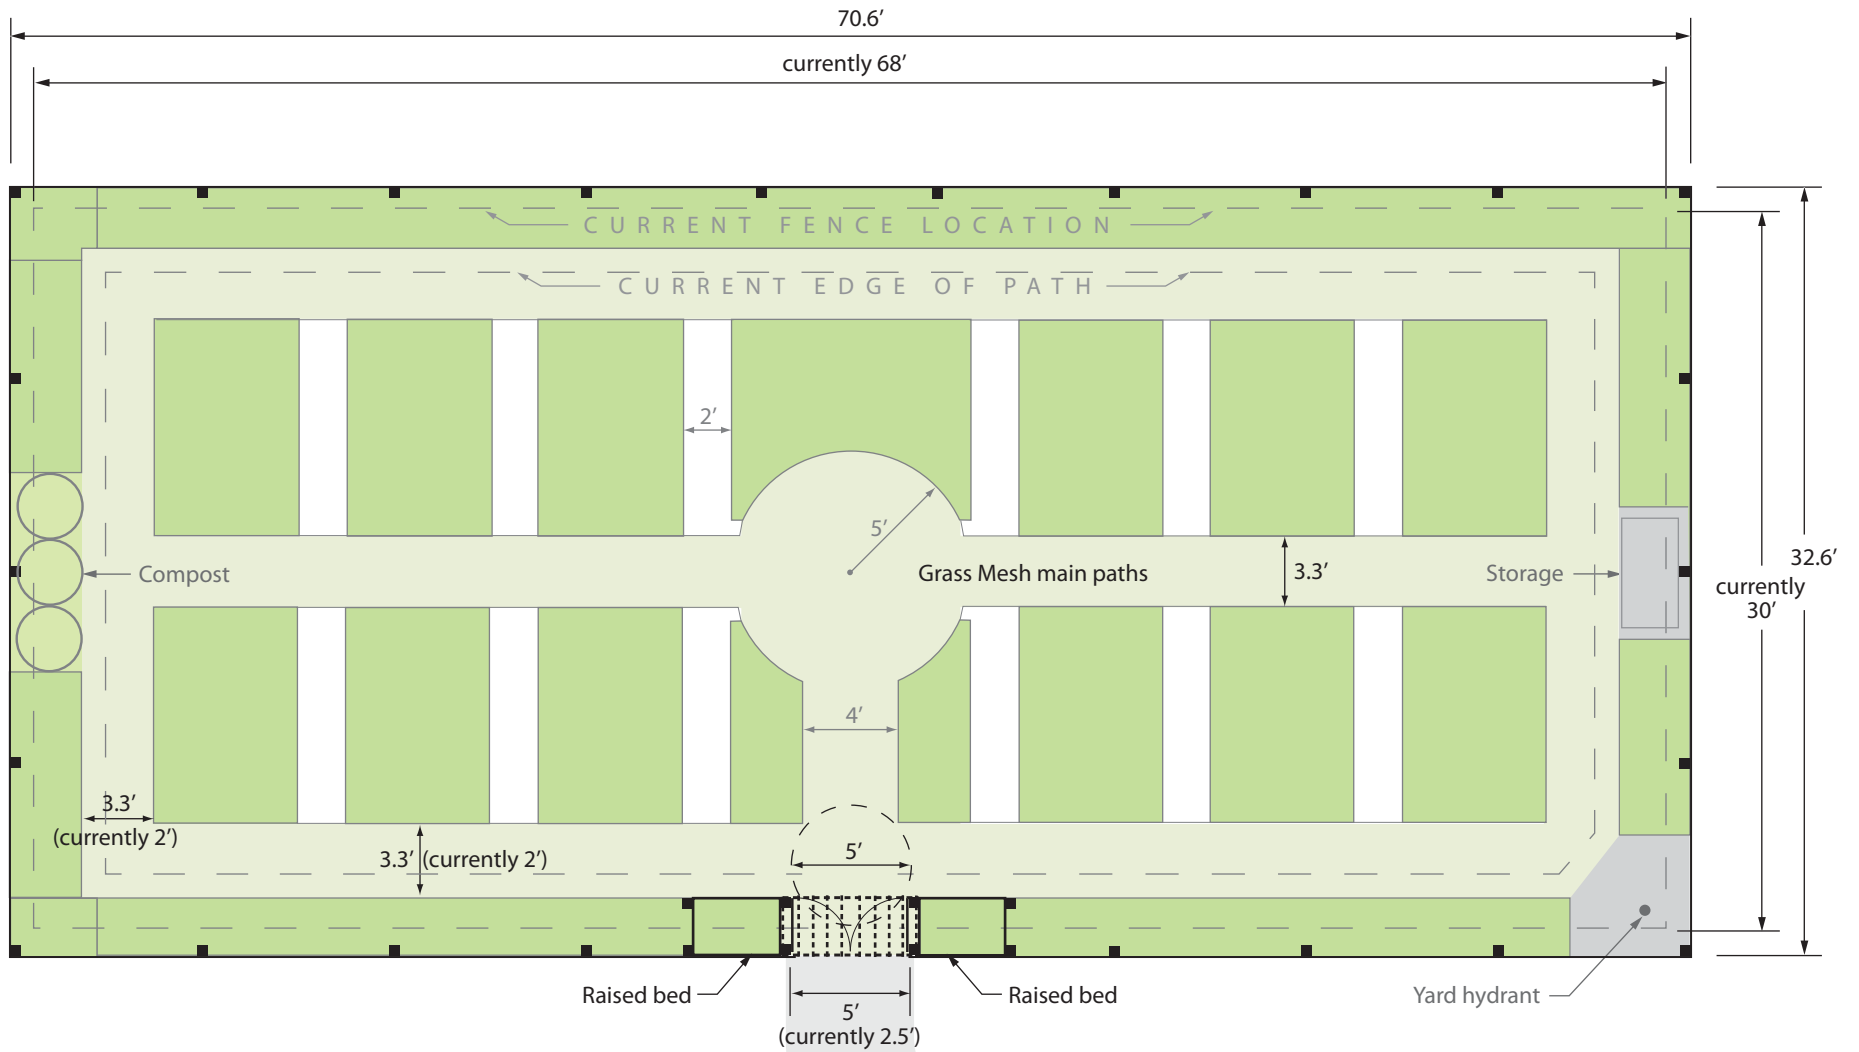 70.6′
currently 68′
CURRENT FENCE LOCATION
CURRENT EDGE OF PATH
2′
5′
Compost
Grass Mesh main paths
3.3′
Storage
32.6′
currently
30′
4′
3.3′
(currently 2′)
3.3′ (currently 2′)
5′
Raised bed
Raised bed
Yard hydrant
5′
(currently 2.5′)